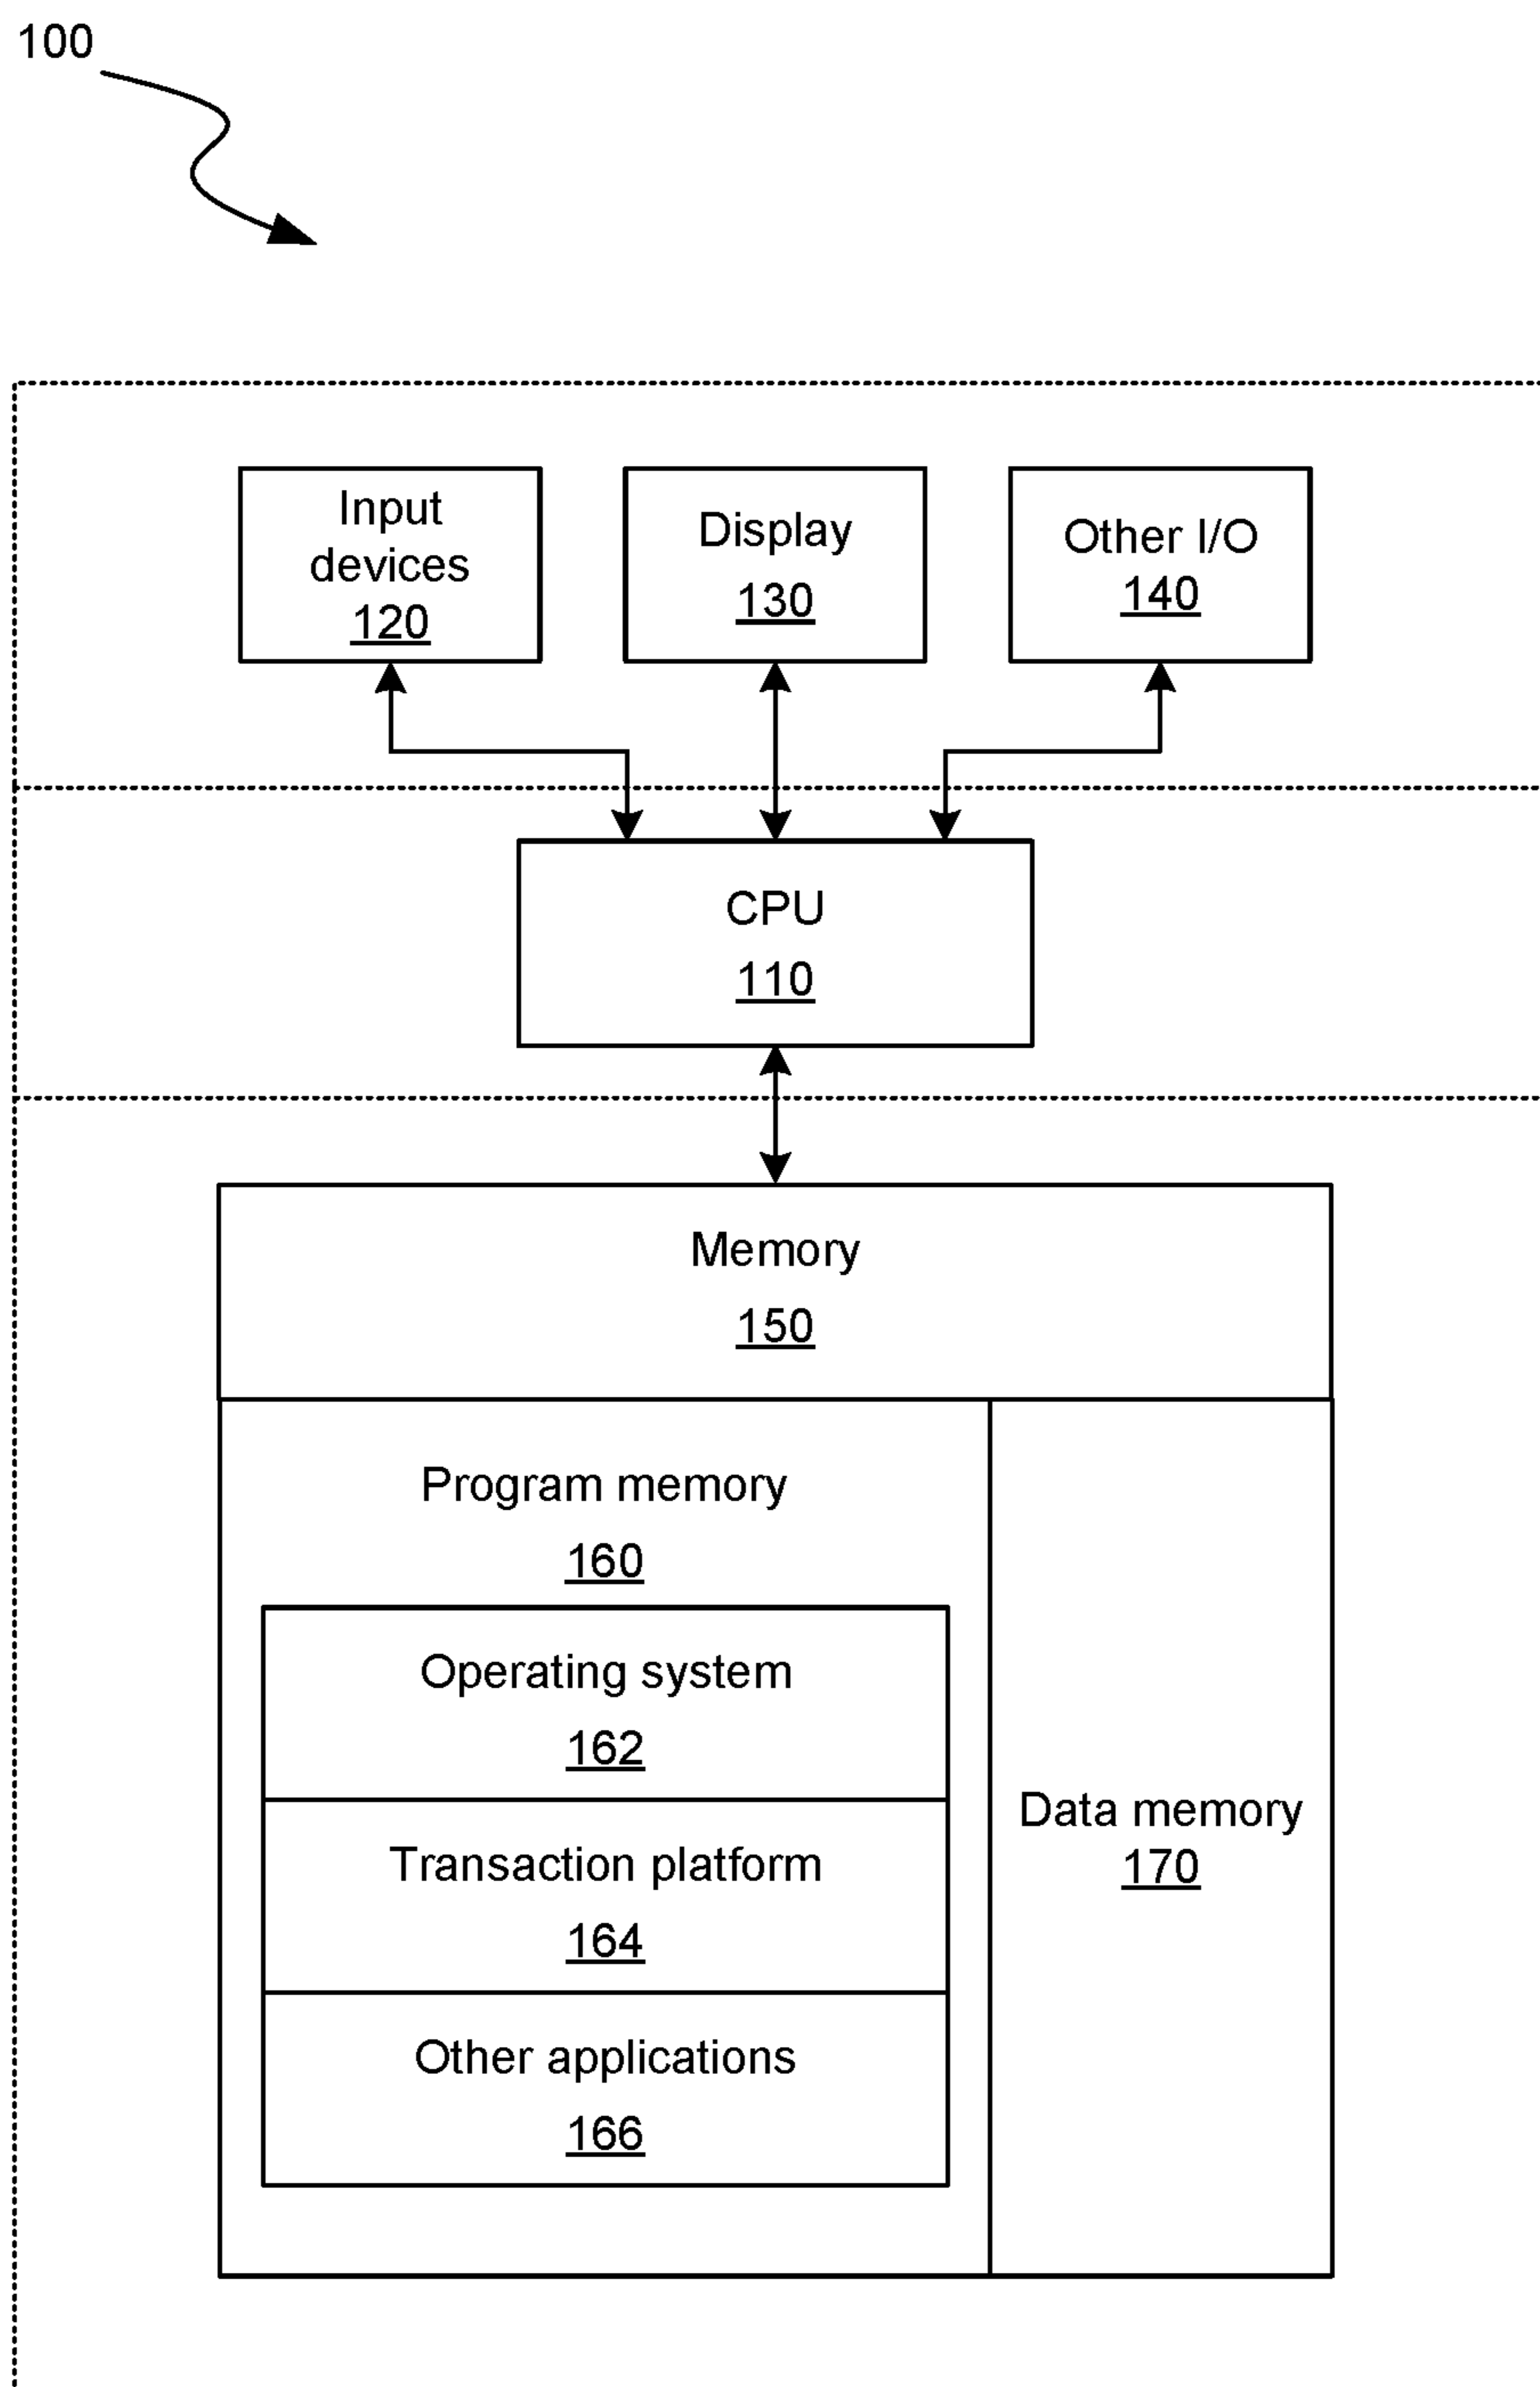 100
Input
devices
120
Display
130
Other I/O
140
CPU
110
Memory
150
Program memory
160
Operating system
162
Transaction platform
164
Other applications
166
Data memory
170